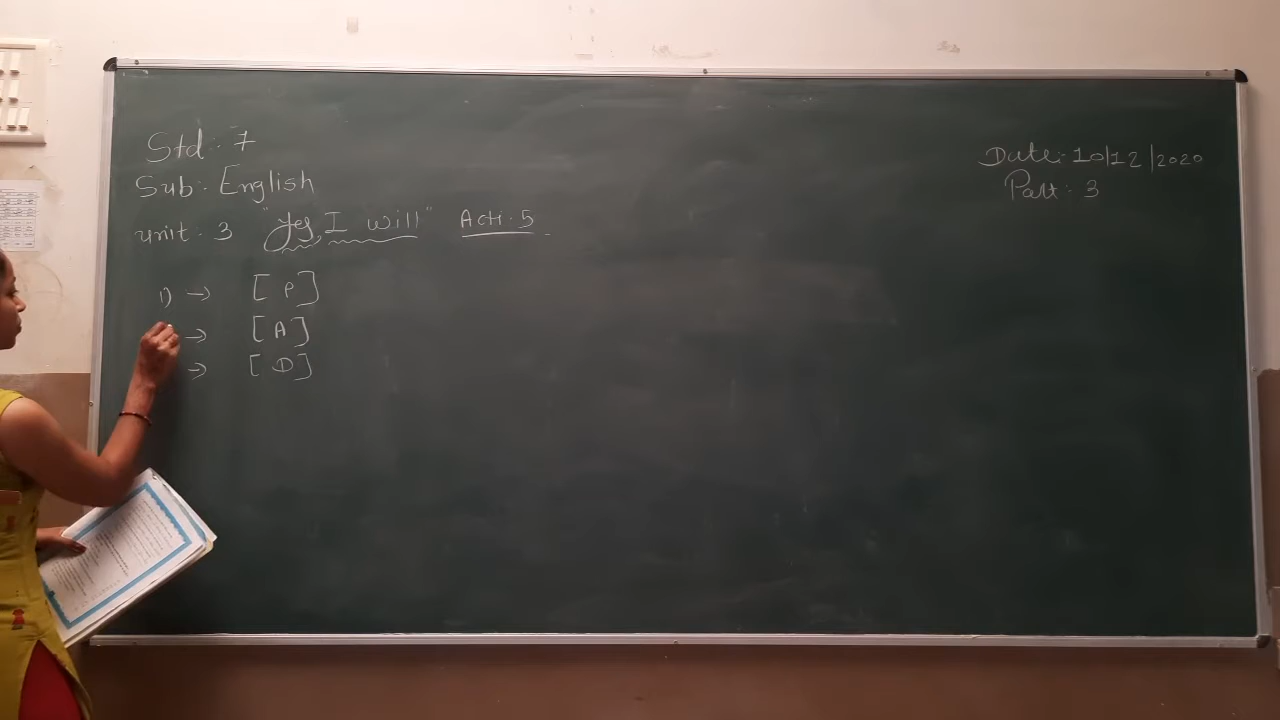 Std :- 7
Sub :- English
Unit - 3 "Yes, I will" Acti. 5
Date :- 10/12/2020
Part :- 3
1) → [ P ]
→ [ A ]
→ [ D ]